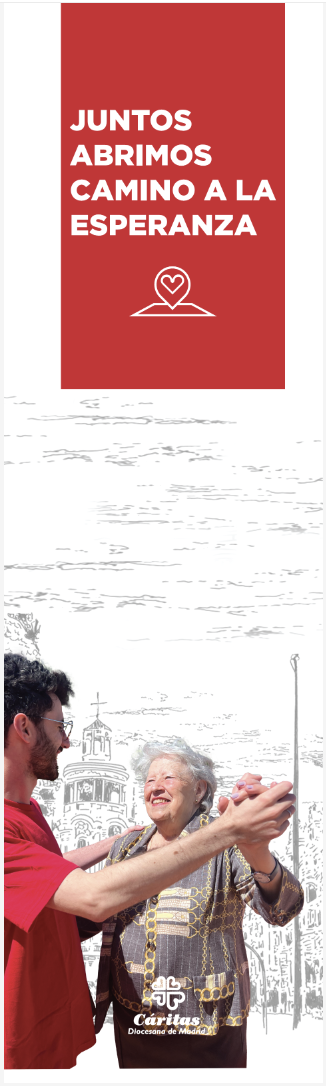 JUNTOS
ABRIMOS
CAMINO A LA
ESPERANZA
Cáritas
Diocesana de Madrid